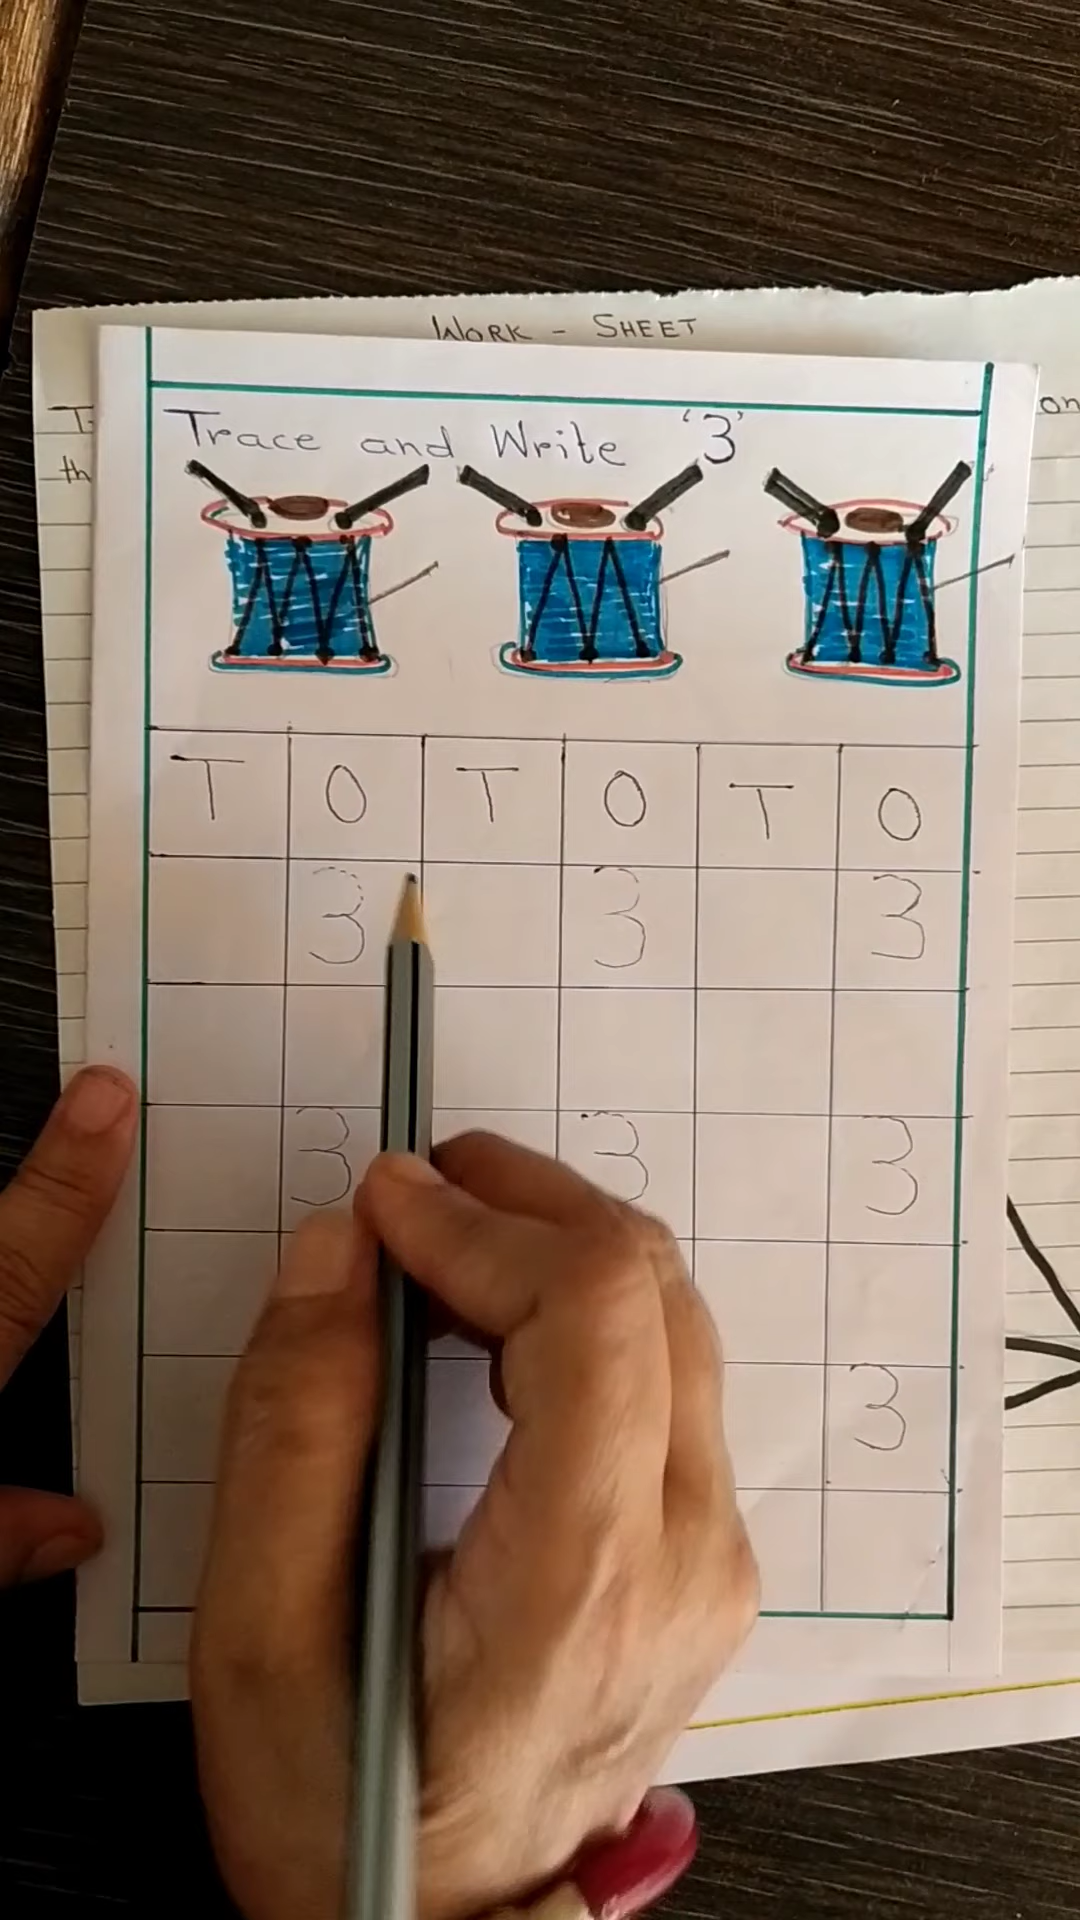 WORK - SHEET
Trace and Write '3'
T O T O T O
3 3 3
3 3 3
3